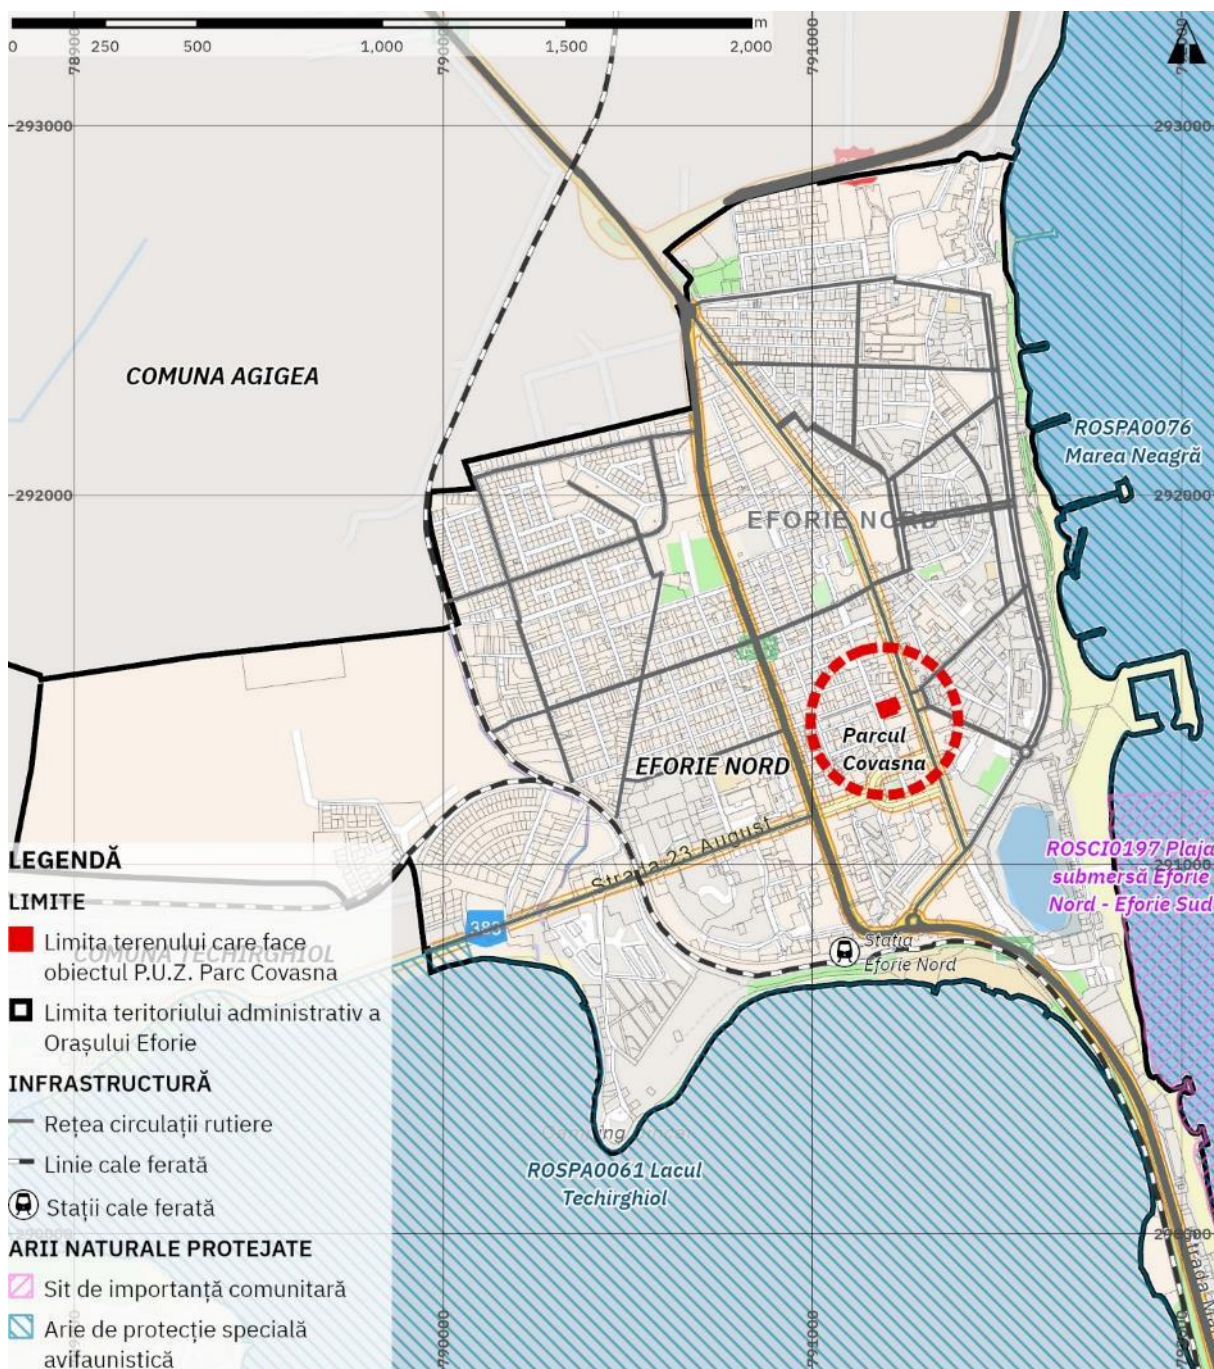 0 250 500 1,000 1,500 2,000 m
790000 791000
293000 293000
COMUNA AGIGEA
ROSPA0076
Marea Neagră
292000 292000
EFORIE NORD
Parcul
Covasna
EFORIE NORD
Strada 23 August
ROSCI0197 Plaja
submersă Eforie
Nord - Eforie Sud
291000
LEGENDĂ
LIMITE
Limita terenului care face
obiectul P.U.Z. Parc Covasna
COMUNA TECHIRGHIOL
Limita teritoriului administrativ a
Orașului Eforie
Stația
Eforie Nord
INFRASTRUCTURĂ
Rețea circulații rutiere
Linie cale ferată
Stații cale ferată
ROSPA0061 Lacul
Techirghiol
ARII NATURALE PROTEJATE
290000
Sit de importanță comunitară
Arie de protecție specială
avifaunistică
790000 791000